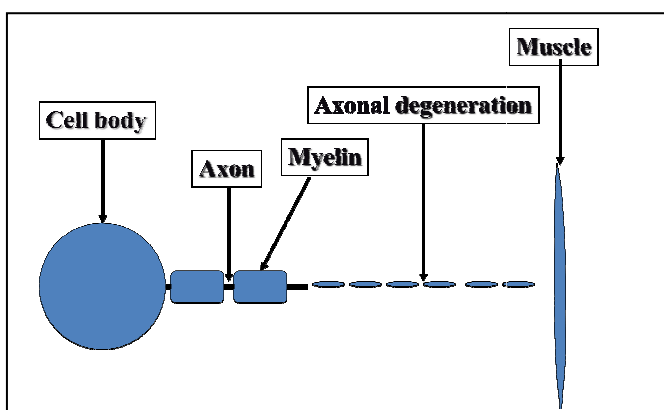 Muscle
Axonal degeneration
Cell body
Myelin
Axon